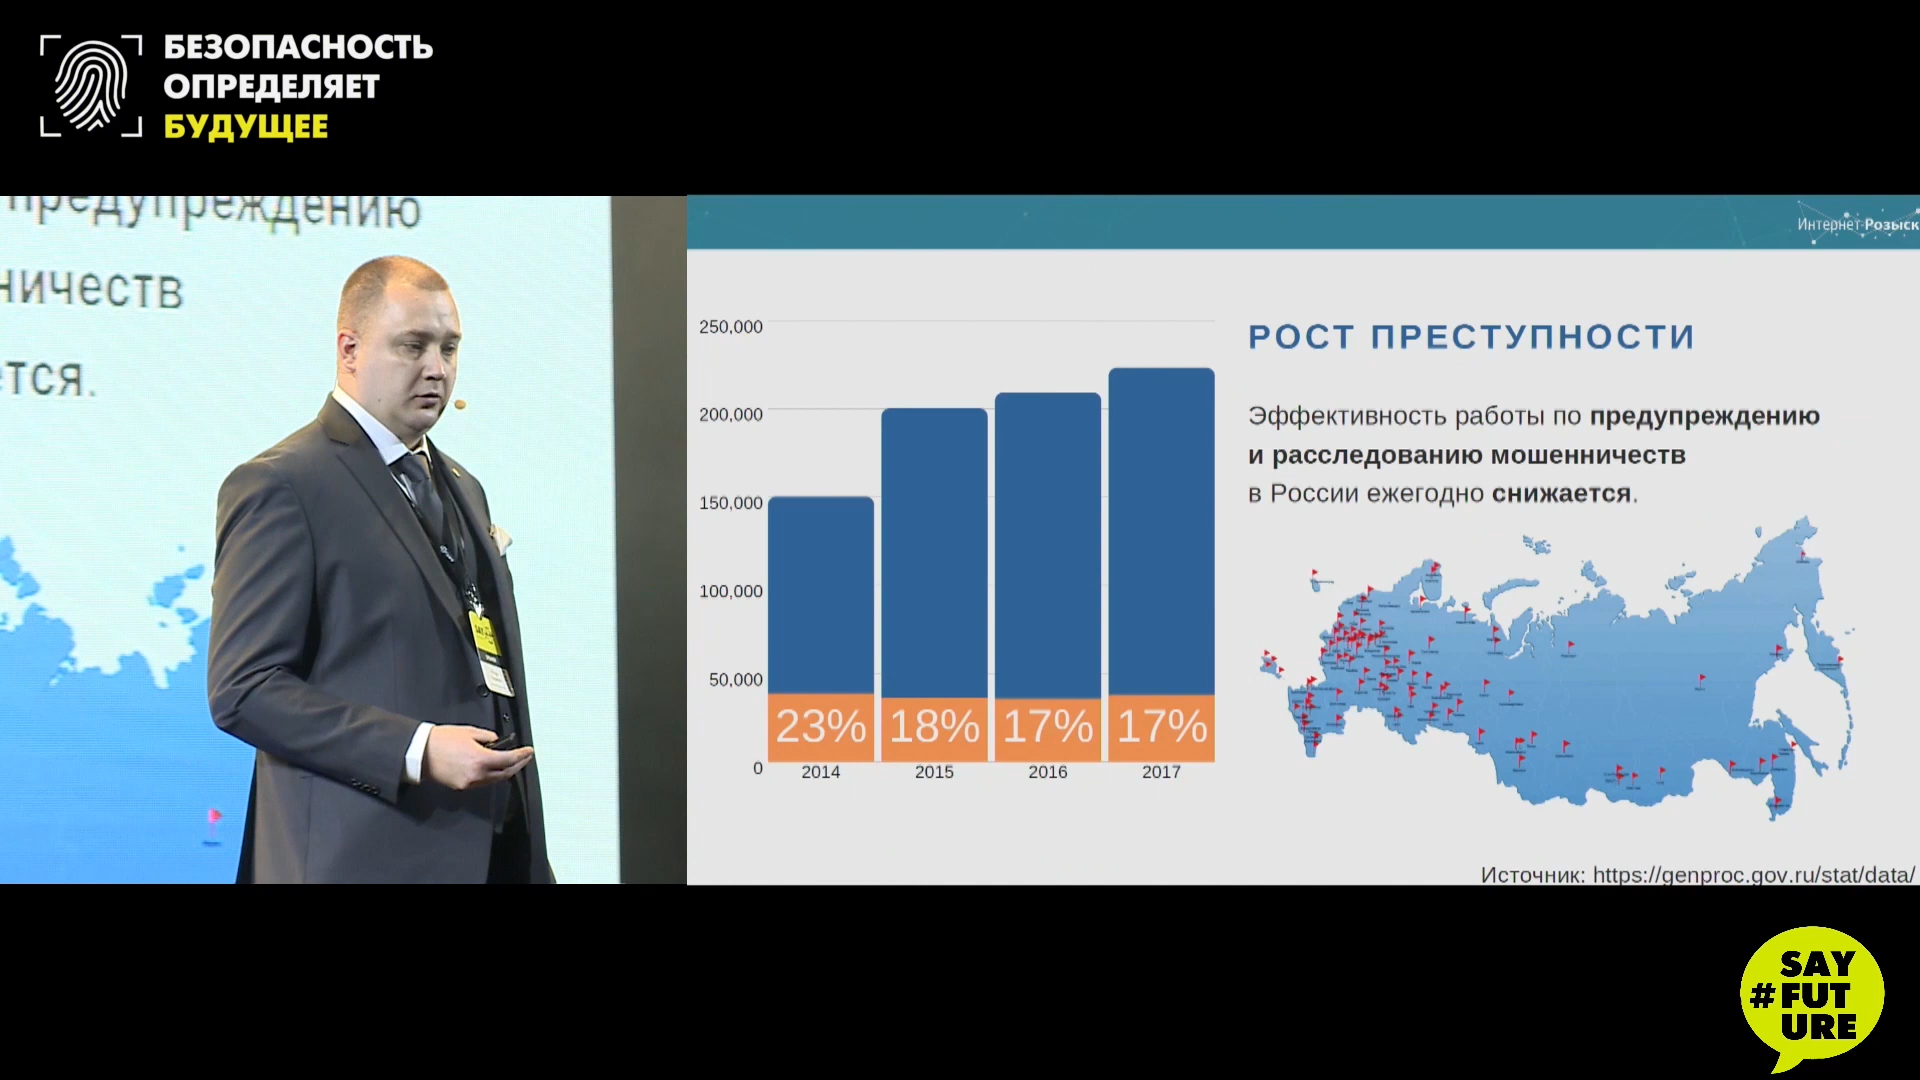 БЕЗОПАСНОСТЬ
ОПРЕДЕЛЯЕТ
БУДУЩЕЕ
предупреждению
ничеств
ется.
Интернет-Розыск
250,000
200,000
150,000
100,000
50,000
0
23% 18% 17% 17%
2014 2015 2016 2017
РОСТ ПРЕСТУПНОСТИ
Эффективность работы по предупреждению
и расследованию мошенничеств
в России ежегодно снижается.
Источник: https://genproc.gov.ru/stat/data/
SAY
#FUT
URE